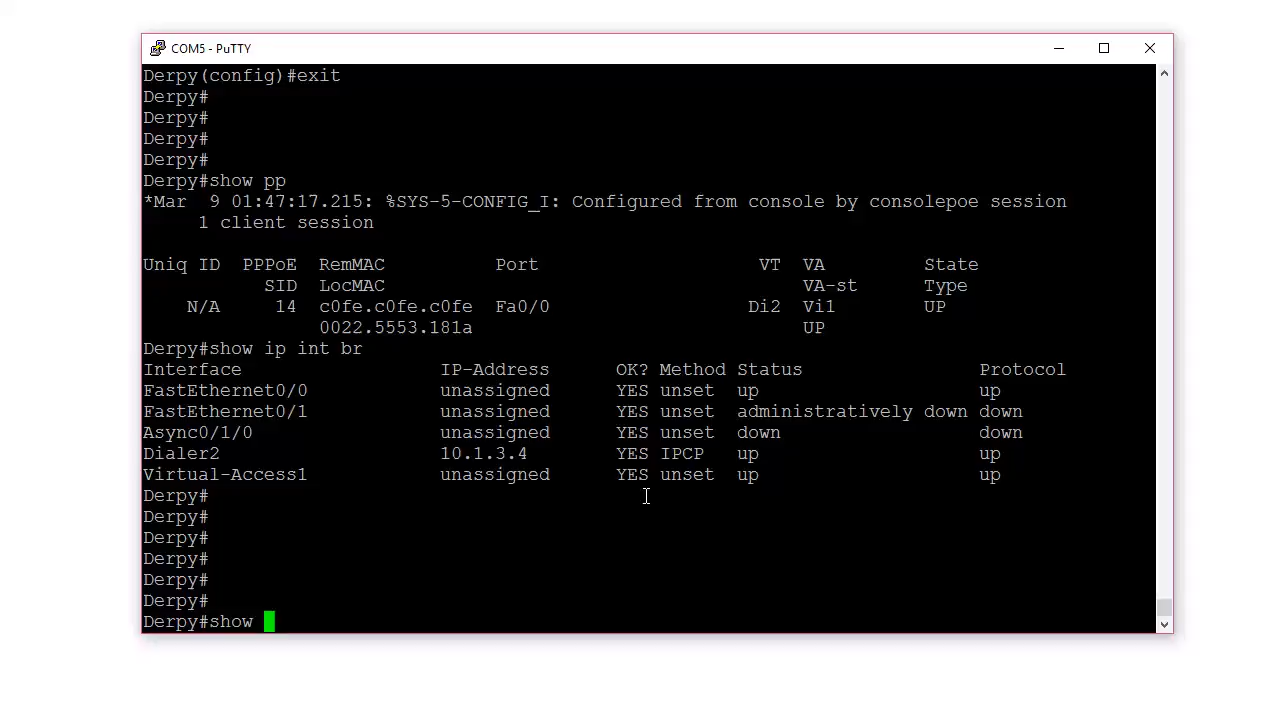 COM5 - PuTTY
Derpy(config)#exit
Derpy#
Derpy#
Derpy#
Derpy#
Derpy#show pp
*Mar  9 01:47:17.215: %SYS-5-CONFIG_I: Configured from console by consolepoe session
     1 client session
Uniq ID  PPPoE  RemMAC          Port                    VT  VA         State
           SID  LocMAC                                      VA-st      Type
    N/A     14  c0fe.c0fe.c0fe  Fa0/0                  Di2  Vi1        UP
                0022.5553.181a                              UP
Derpy#show ip int br
Interface                  IP-Address      OK? Method Status                Protocol
FastEthernet0/0            unassigned      YES unset  up                    up
FastEthernet0/1            unassigned      YES unset  administratively down down
Async0/1/0                 unassigned      YES unset  down                  down
Dialer2                    10.1.3.4        YES IPCP   up                    up
Virtual-Access1            unassigned      YES unset  up                    up
Derpy#
Derpy#
Derpy#
Derpy#
Derpy#
Derpy#
Derpy#show